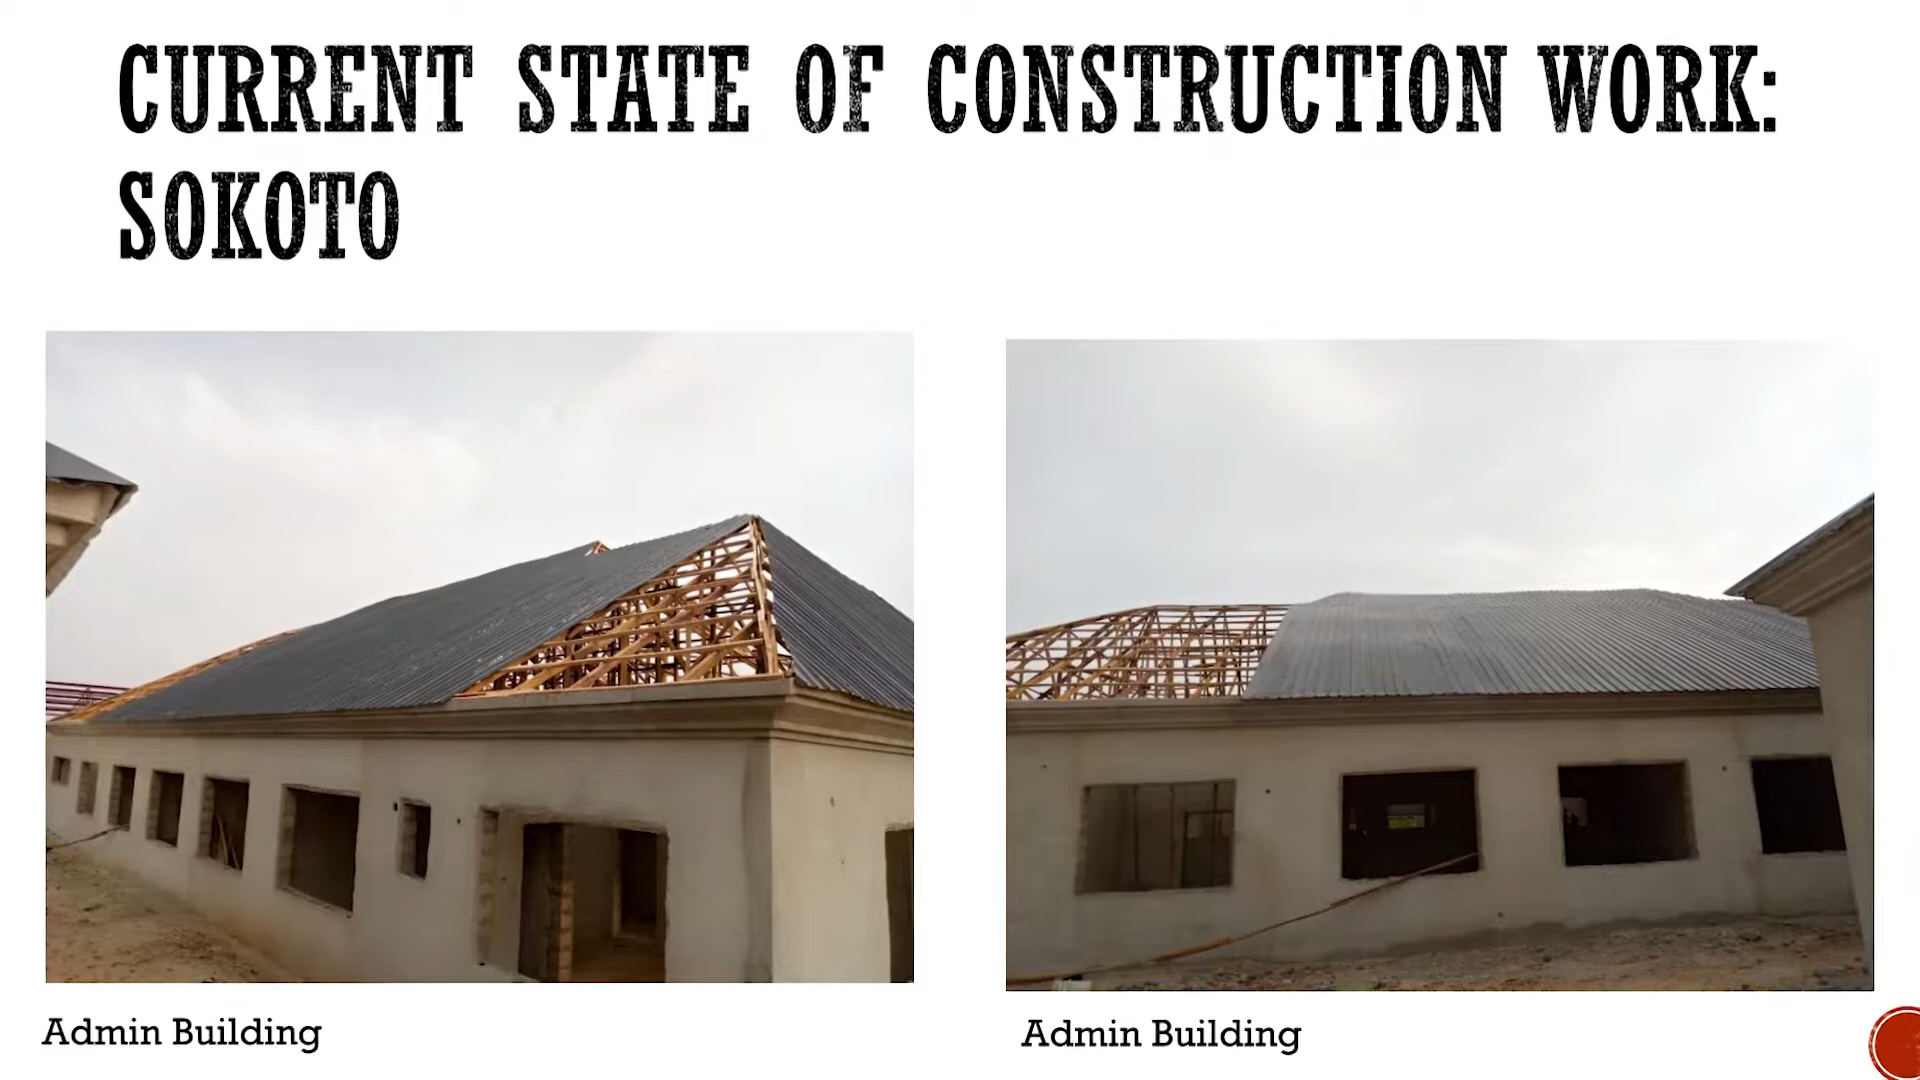 CURRENT STATE OF CONSTRUCTION WORK:
SOKOTO
Admin Building
Admin Building